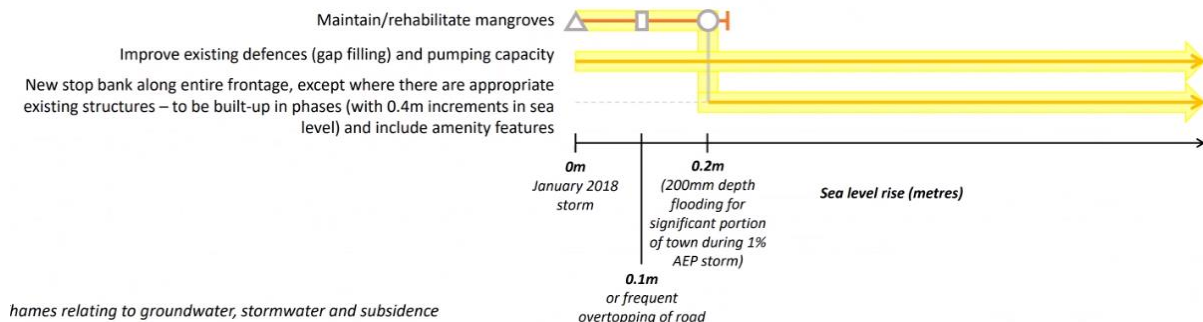 Maintain/rehabilitate mangroves
Improve existing defences (gap filling) and pumping capacity
New stop bank along entire frontage, except where there are appropriate
existing structures – to be built-up in phases (with 0.4m increments in sea
level) and include amenity features
0m
January 2018
storm
0.2m
(200mm depth
flooding for
significant portion
of town during 1%
AEP storm)
Sea level rise (metres)
0.1m
or frequent
overtopping of road
hames relating to groundwater, stormwater and subsidence